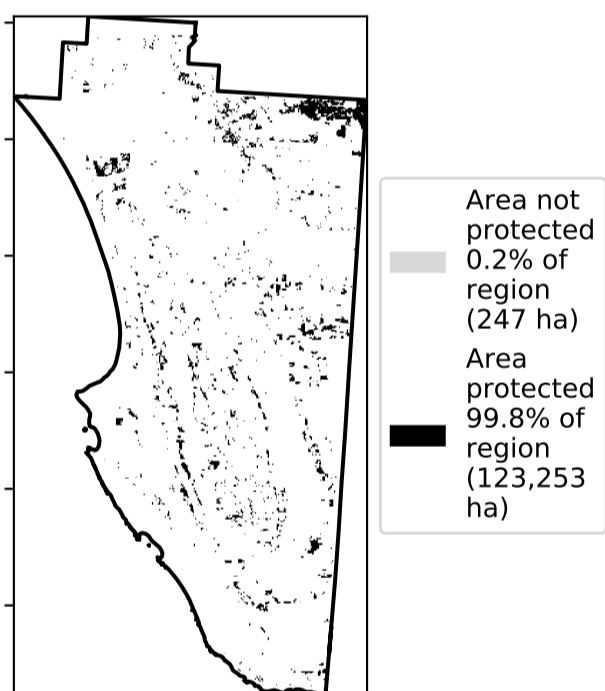 Area not
protected
0.2% of
region
(247 ha)
Area
protected
99.8% of
region
(123,253
ha)